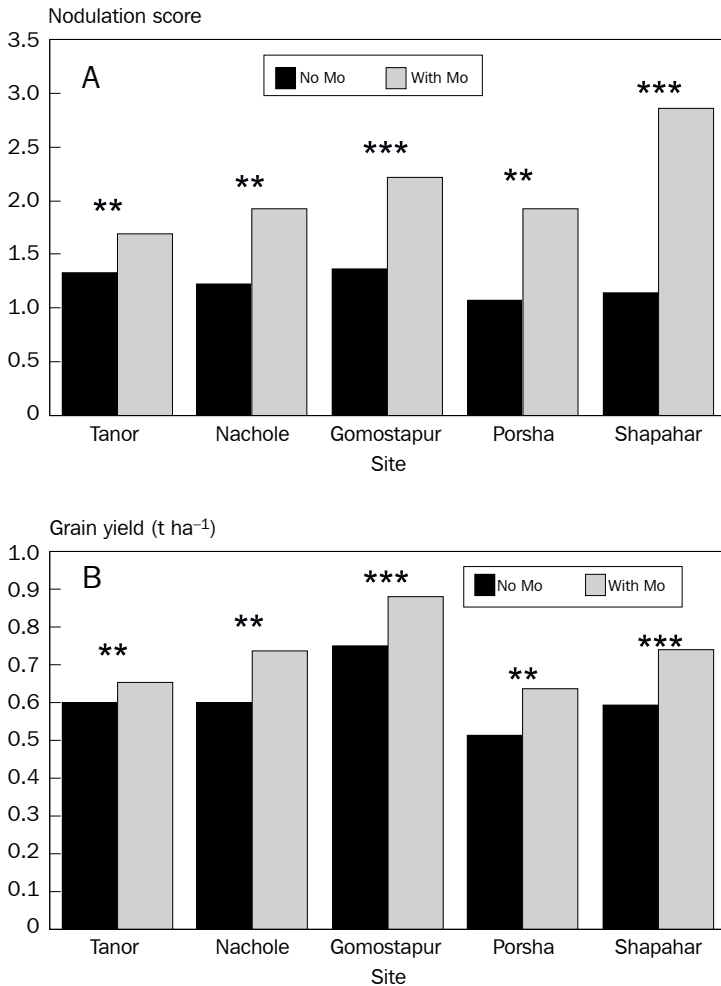 Nodulation score
3.5
A
No Mo
With Mo
3.0
***
2.5
***
2.0
**
**
**
1.5
1.0
0.5
0
Tanor
Nachole
Gomostapur
Porsha
Shapahar
Site
Grain yield (t ha⁻¹)
1.0
B
No Mo
With Mo
0.9
***
0.8
**
***
0.7
**
**
0.6
0.5
0.4
0.3
0.2
0.1
0
Tanor
Nachole
Gomostapur
Porsha
Shapahar
Site